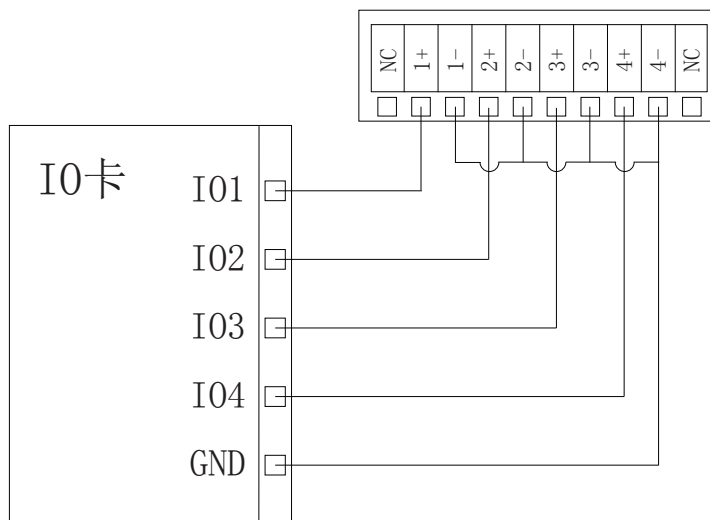 NC 1+ 1- 2+ 2- 3+ 3- 4+ 4- NC
IO卡
IO1
IO2
IO3
IO4
GND